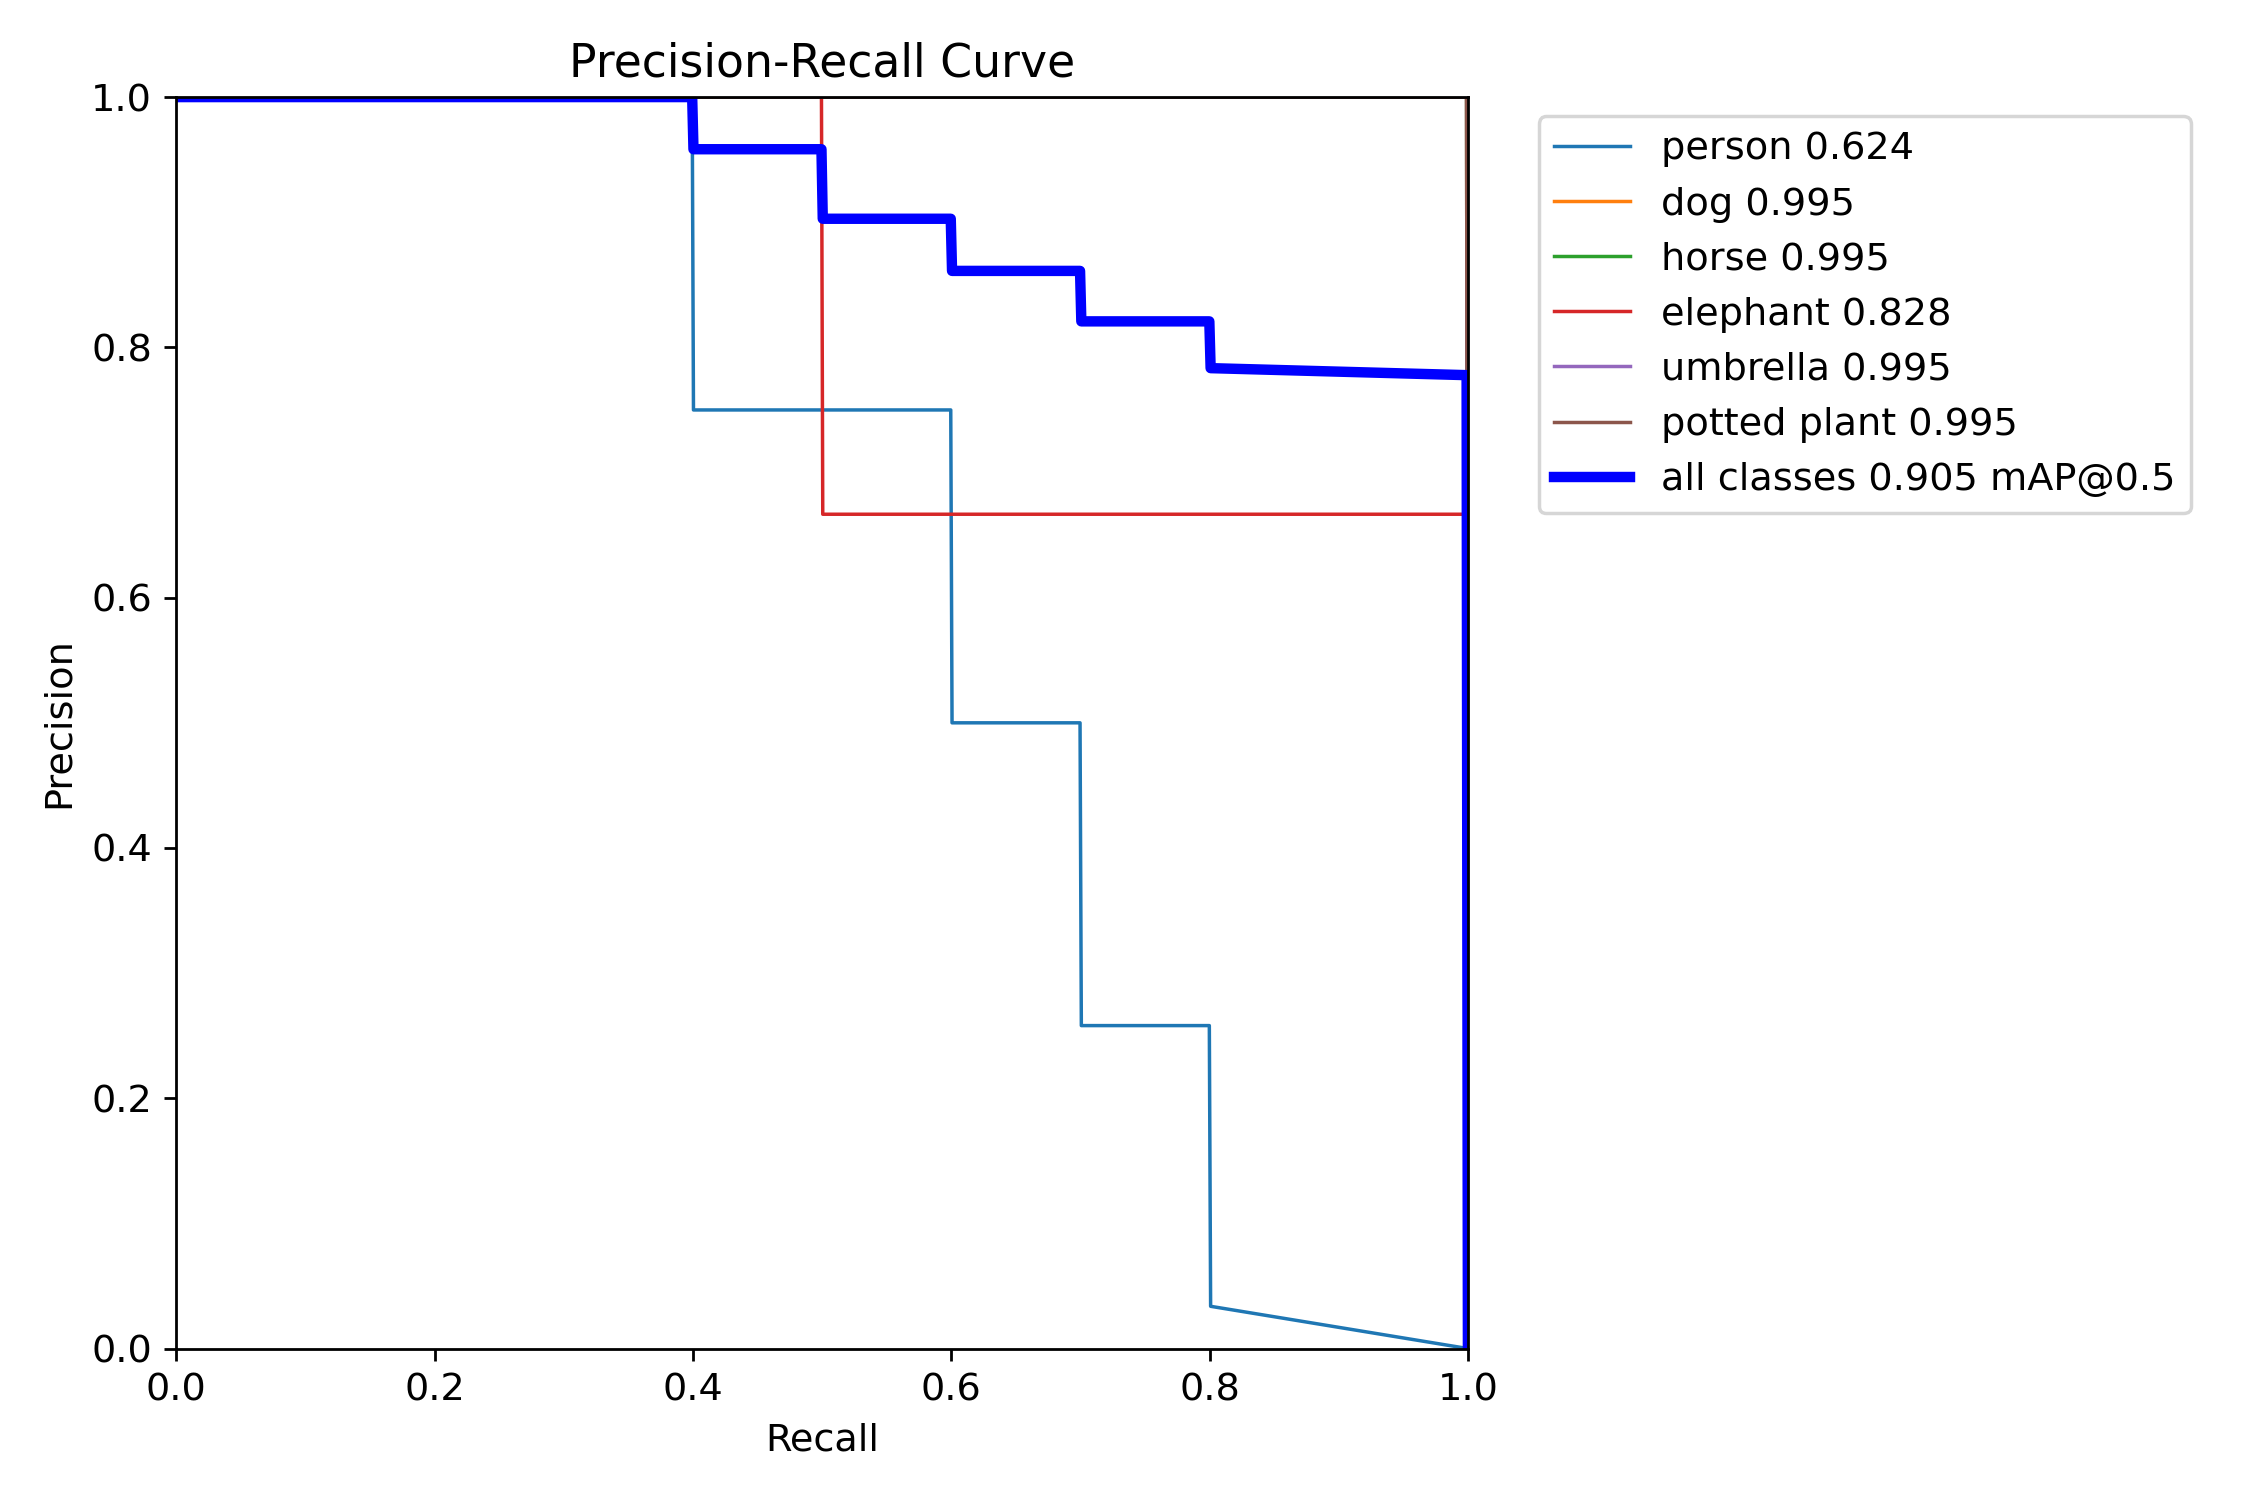 Precision-Recall Curve
1.0
0.8
0.6
0.4
0.2
0.0
Precision
0.0 0.2 0.4 0.6 0.8 1.0
Recall
person 0.624
dog 0.995
horse 0.995
elephant 0.828
umbrella 0.995
potted plant 0.995
all classes 0.905 mAP@0.5